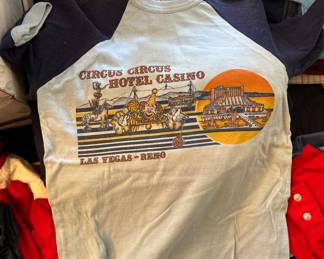 CIRCUS CIRCUS
HOTEL CASINO
LAS VEGAS - RENO